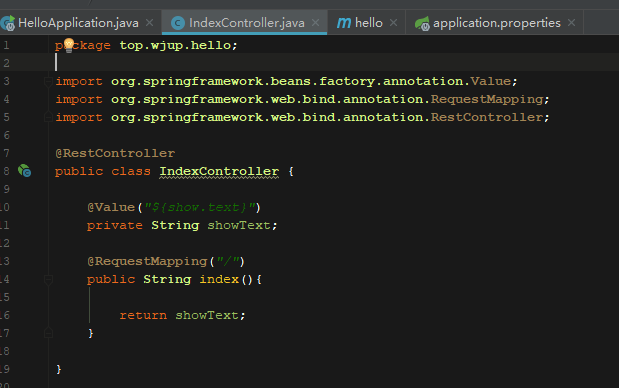 HelloApplication.java × IndexController.java × m hello × application.properties ×
1 package top.wjup.hello;
2
3 import org.springframework.beans.factory.annotation.Value;
4 import org.springframework.web.bind.annotation.RequestMapping;
5 import org.springframework.web.bind.annotation.RestController;
6
7 @RestController
8 public class IndexController {
9
10 @Value("${show.text}")
11 private String showText;
12
13 @RequestMapping("/")
14 public String index(){
15
16 return showText;
17 }
18
19 }
20